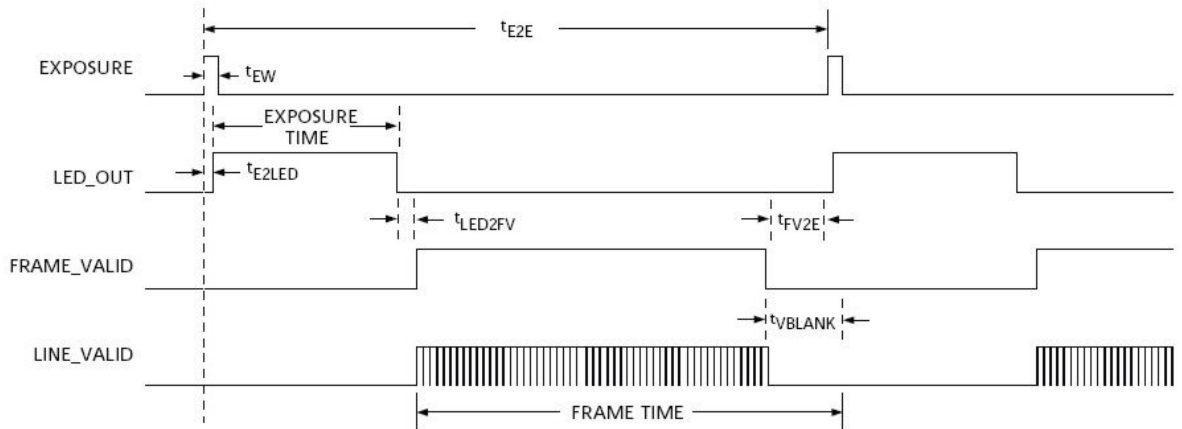 tE2E
EXPOSURE
tEW
EXPOSURE
TIME
LED_OUT
tE2LED
tLED2FV
tFV2E
FRAME_VALID
tVBLANK
LINE_VALID
FRAME TIME